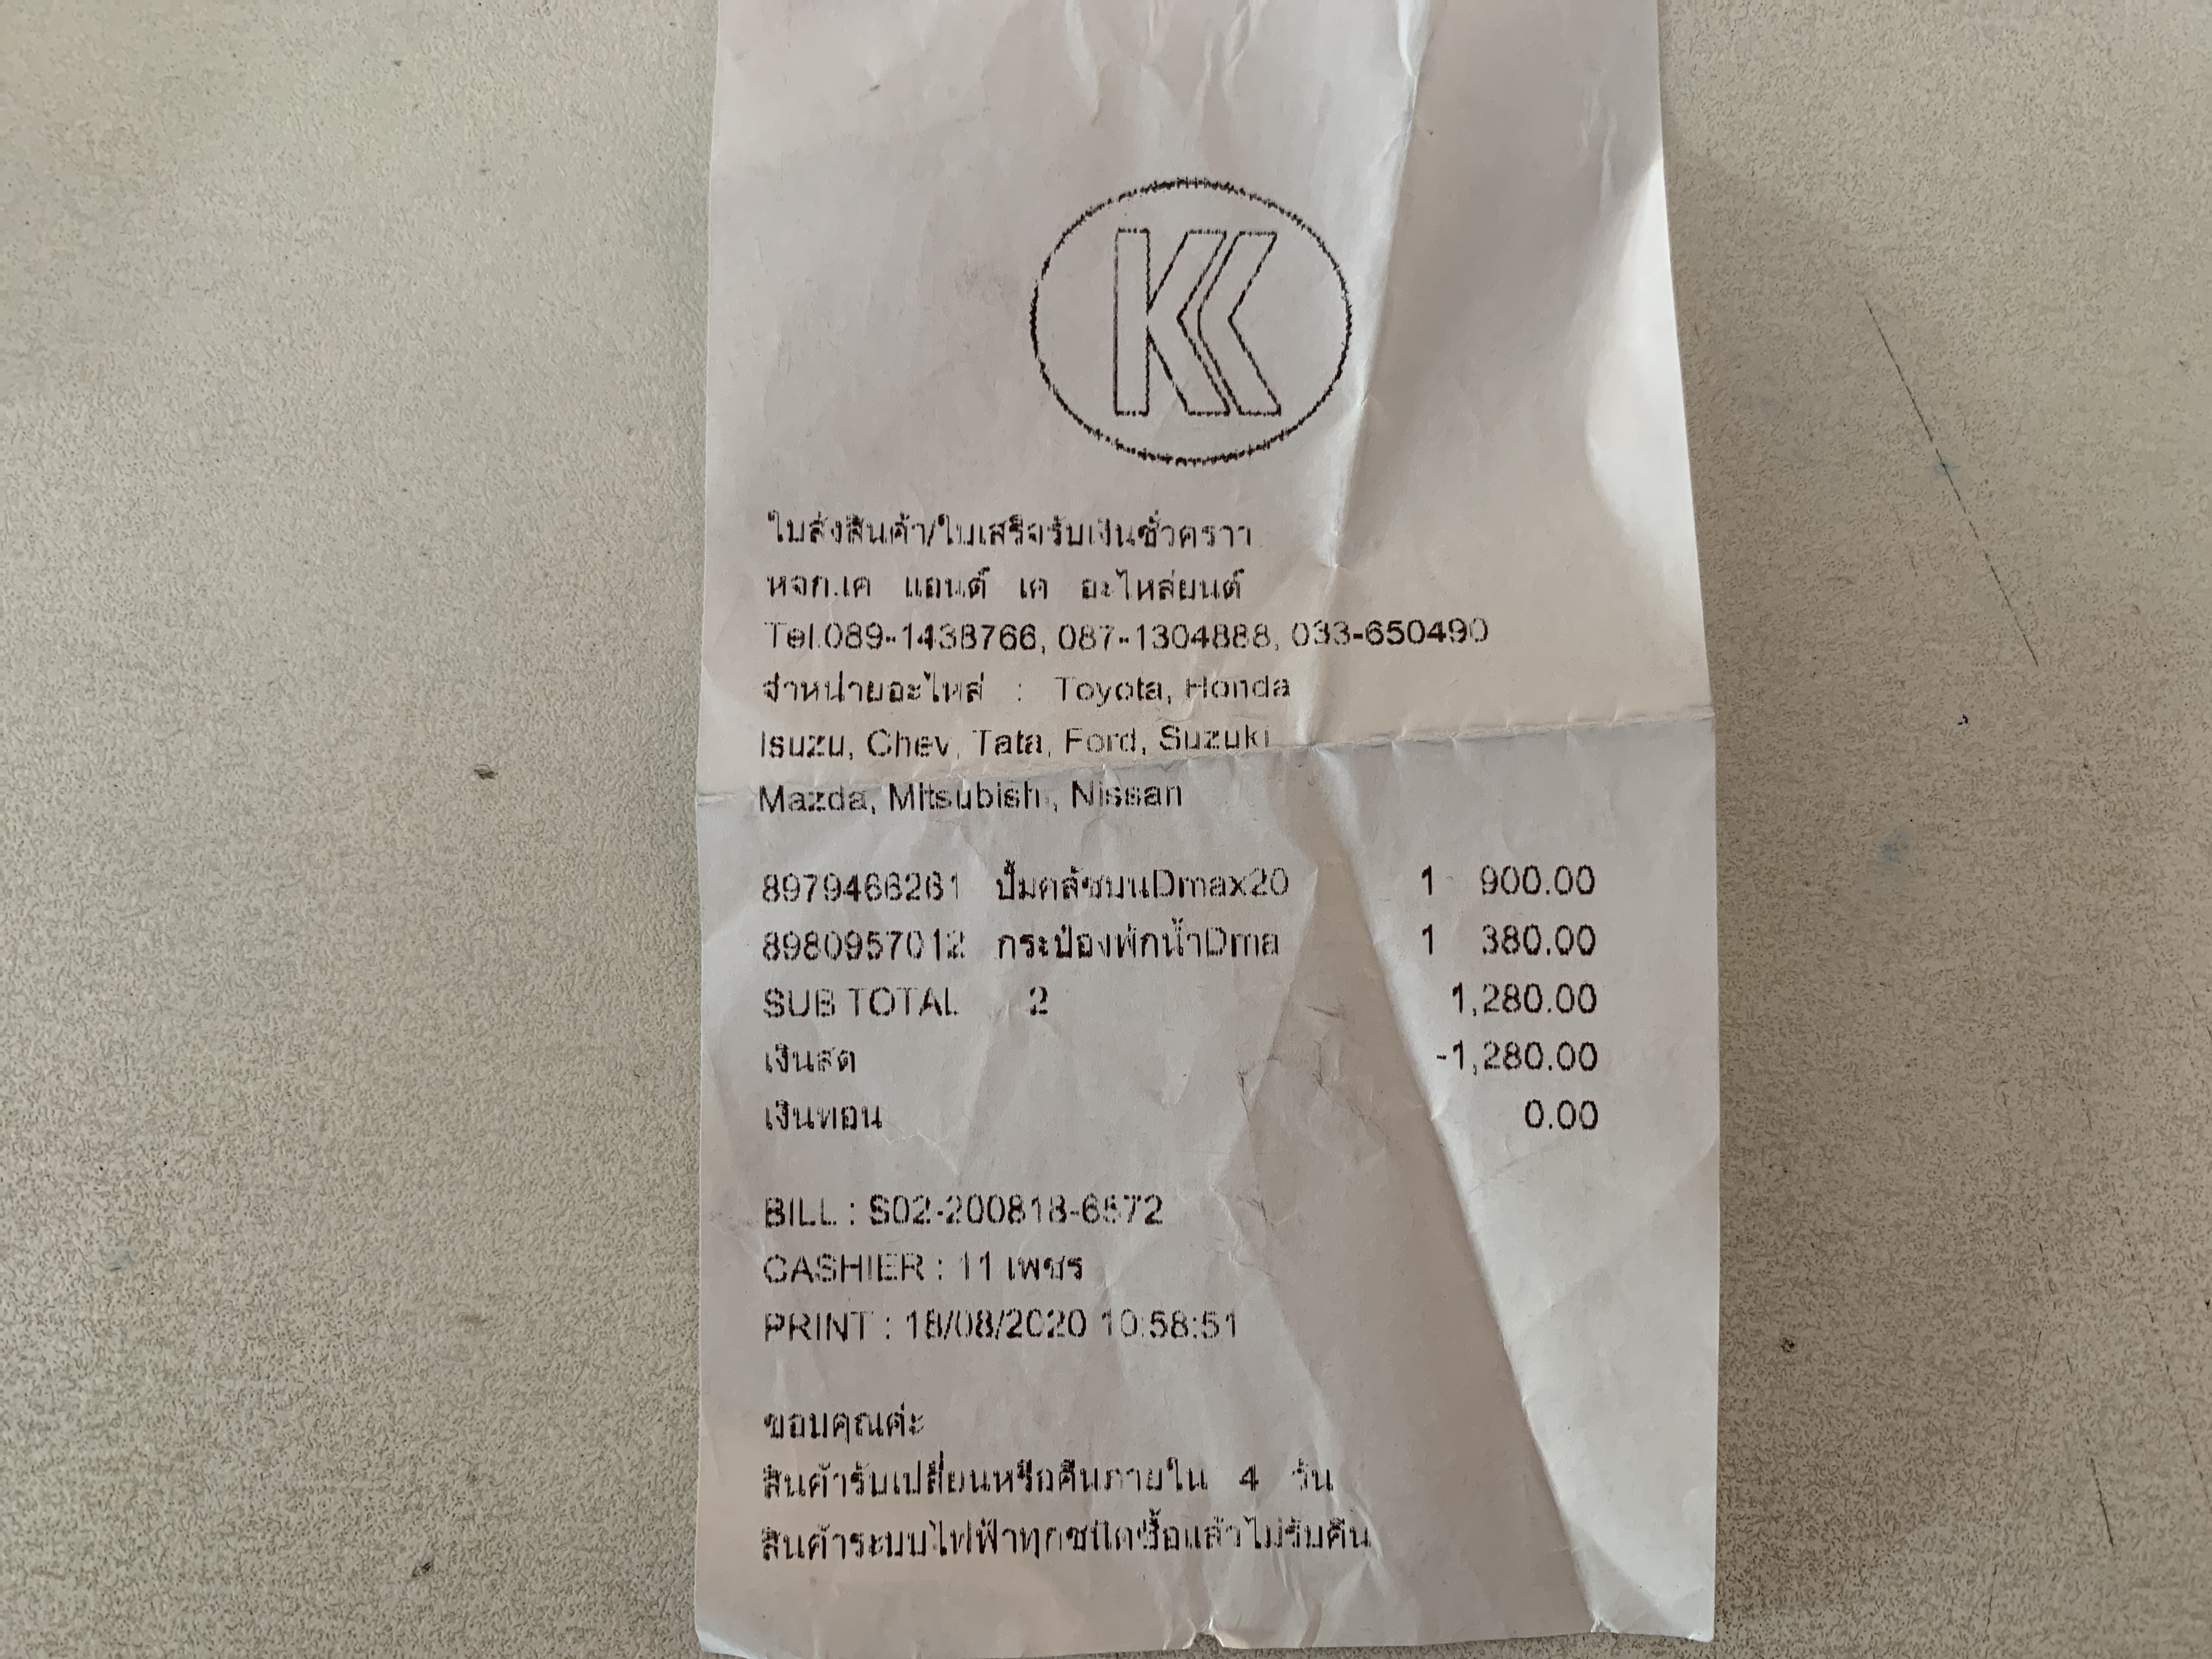 KK
ใบส่งสินค้า/ใบเสร็จรับเงินชั่วคราว
หจก.เค แอนด์ เค อะไหล่ยนต์
Tel.089-1438766, 087-1304888, 033-650490
จำหน่ายอะไหล่ : Toyota, Honda
Isuzu, Chev, Tata, Ford, Suzuki
Mazda, Mitsubishi, Nissan
8979466261 ปั๊มคลัชบนDmax20 1 900.00
8980957012 กระป๋องพักน้ำDma 1 380.00
SUB TOTAL 2 1,280.00
เงินสด -1,280.00
เงินทอน 0.00
BILL : S02-200818-6572
CASHIER : 11 เพชร
PRINT : 18/08/2020 10:58:51
ขอบคุณค่ะ
สินค้ารับเปลี่ยนหรือคืนภายใน 4 วัน
สินค้าระบบไฟฟ้าทุกชนิดซื้อแล้วไม่รับคืน